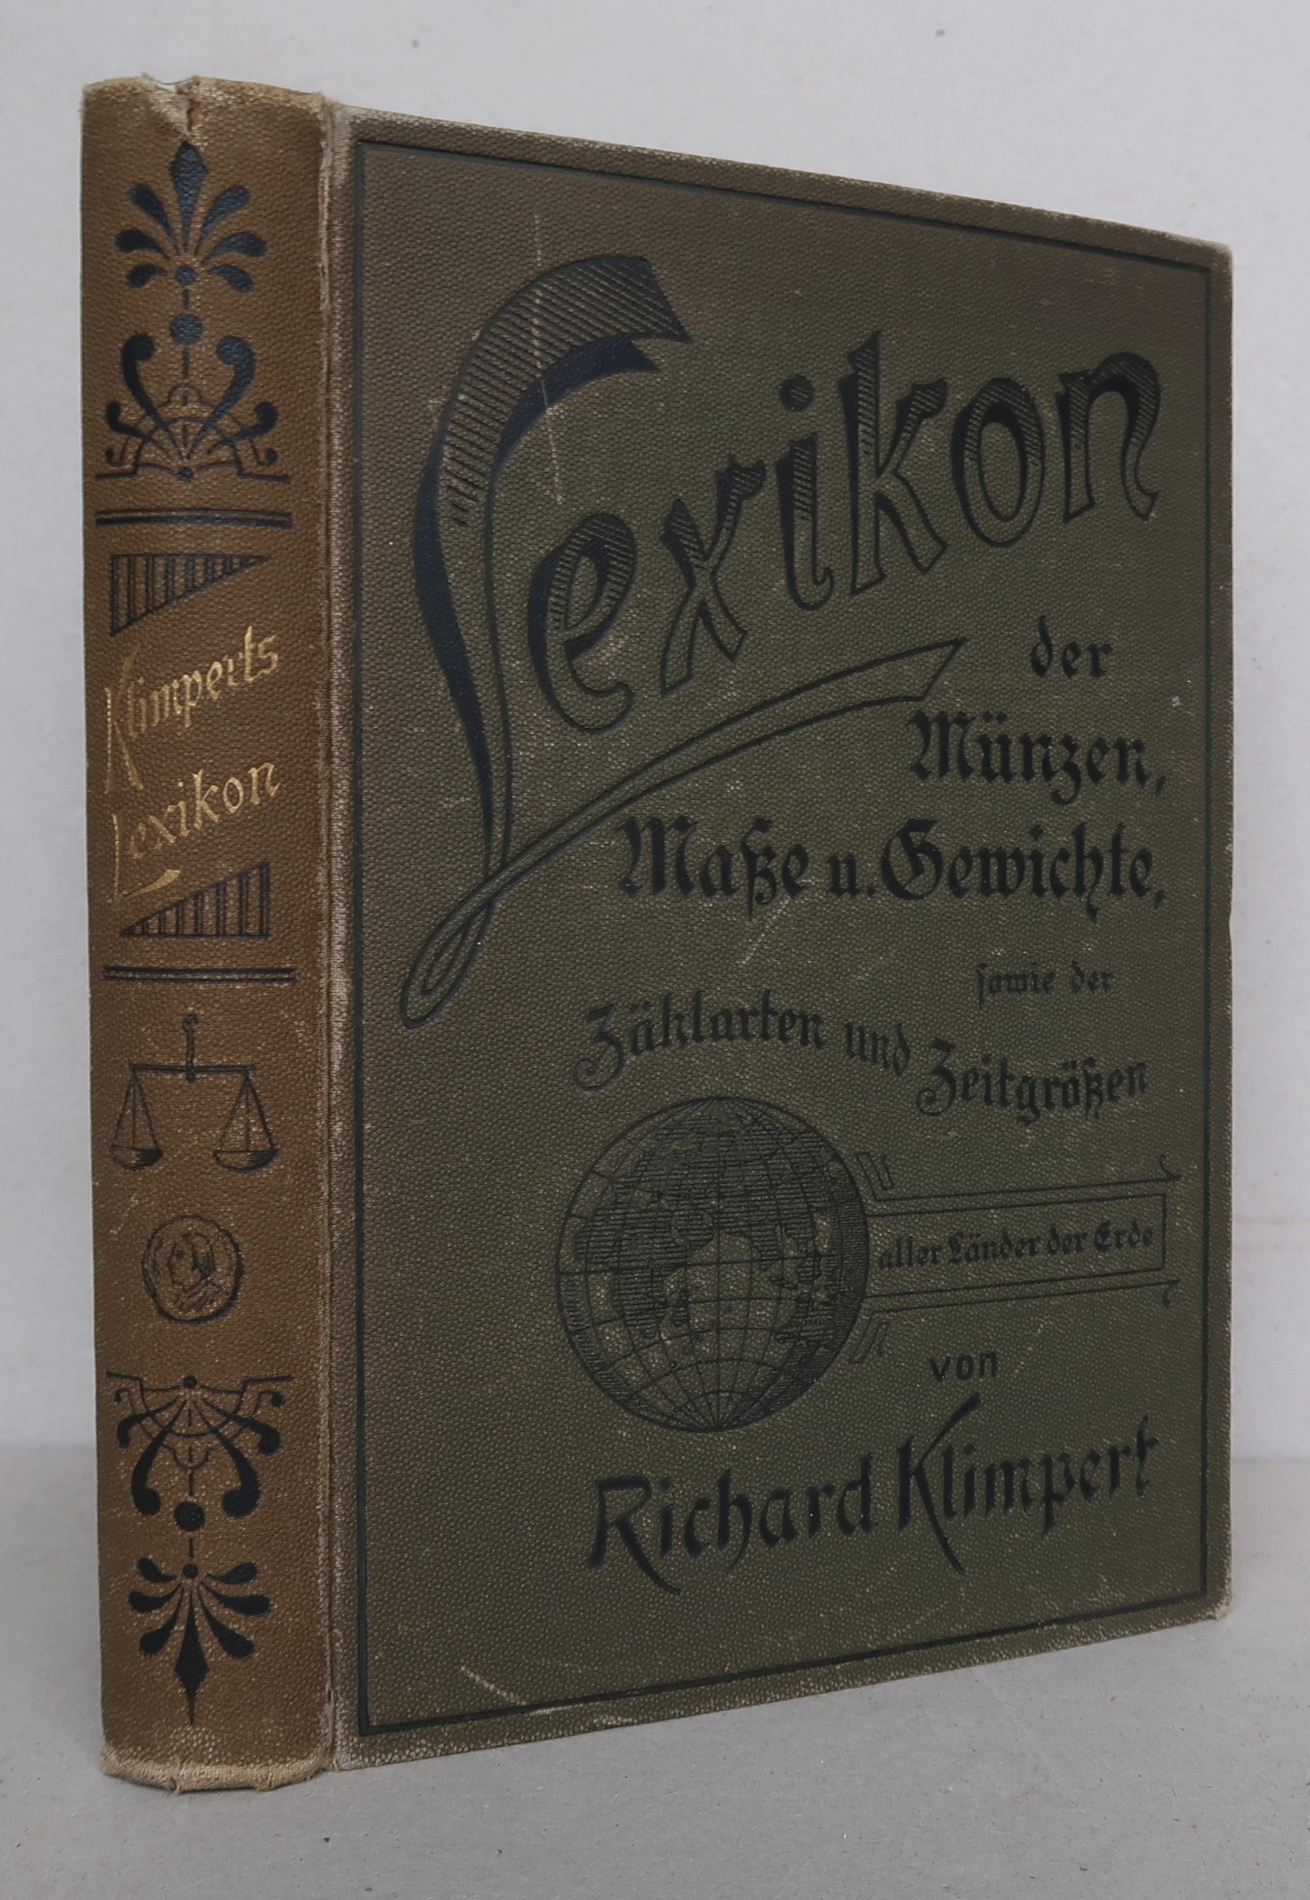 Klimperts
Lexikon
Lexikon
der
Münzen,
Maße u. Gewichte,
sowie der
Zählarten und Zeitgrößen
aller Länder der Erde
von
Richard Klimpert